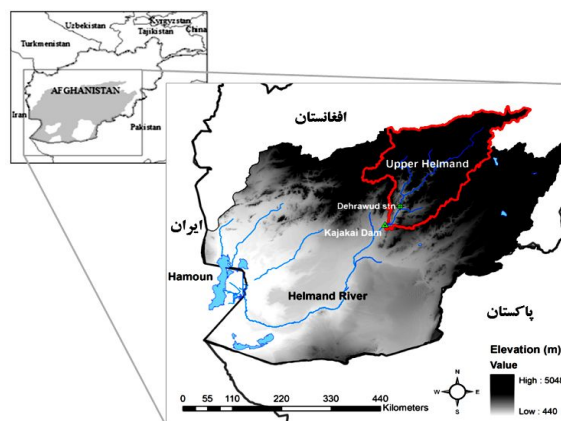 Uzbekistan
Kyrgyzstan
Tajikistan
China
Turkmenistan
AFGHANISTAN
Iran
Pakistan
افغانستان
Upper Helmand
Dehrawud stn
ایران
Kajakai Dam
Hamoun
Helmand River
پاکستان
Elevation (m)
Value
High : 5048
Low : 440
N
W
E
S
0 55 110 220 330 440
Kilometers